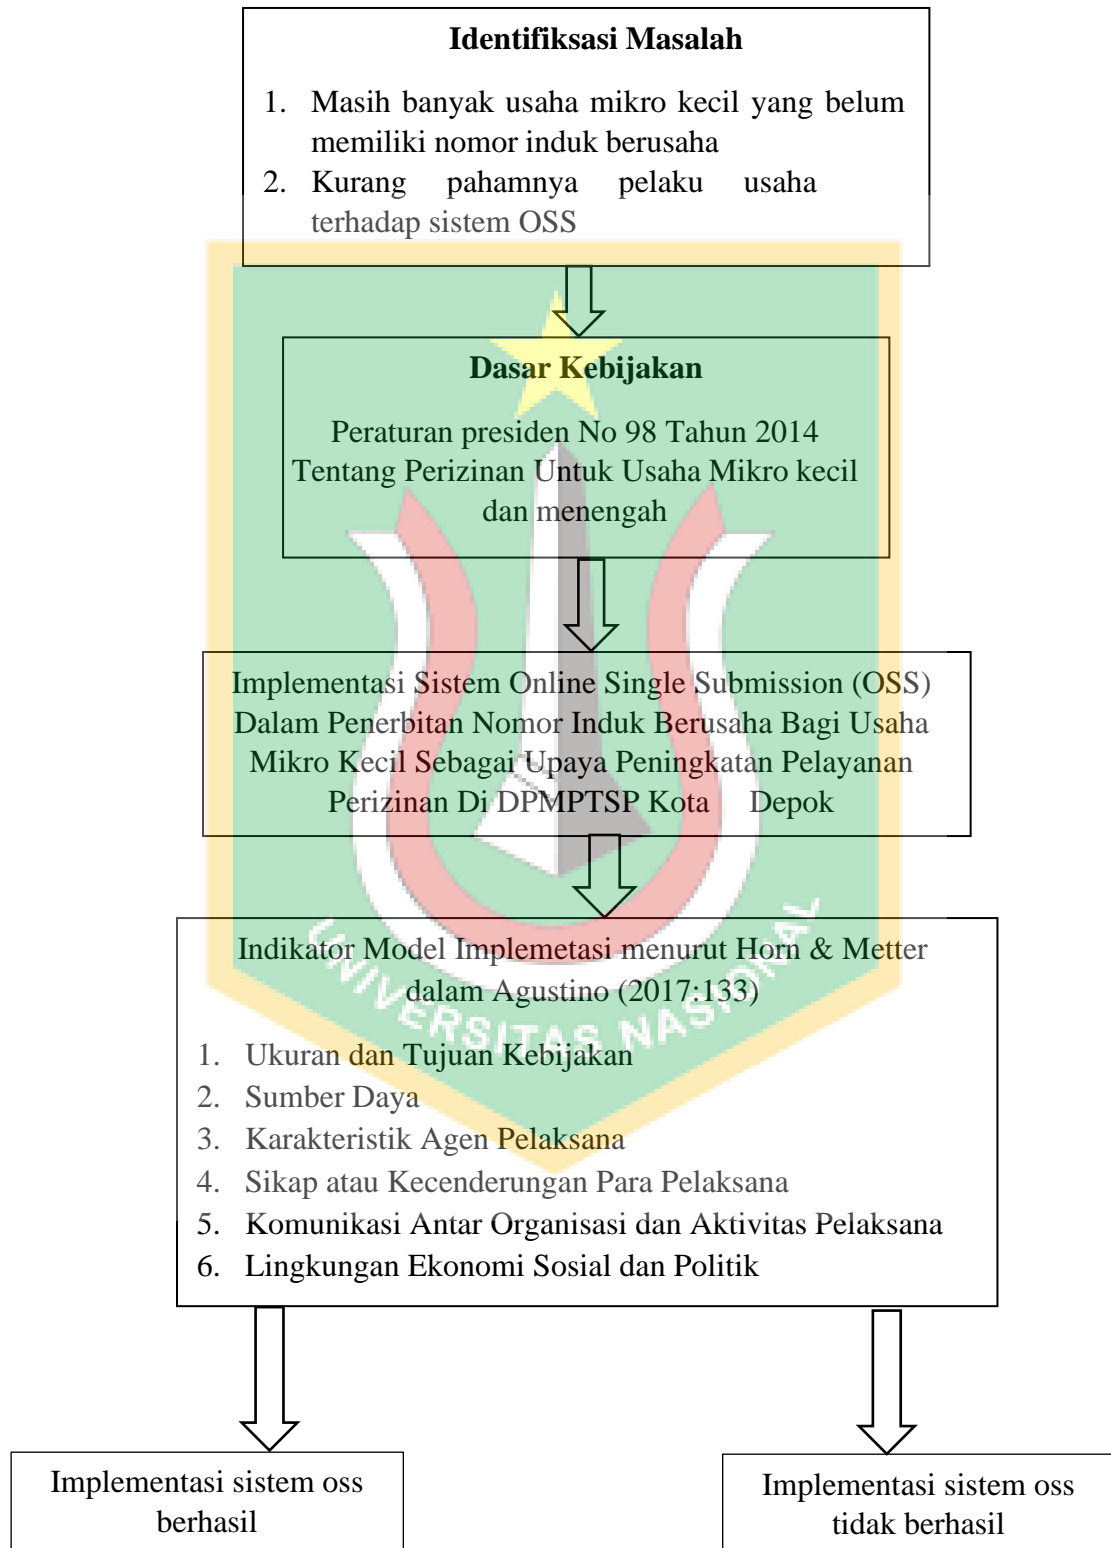 Identifiksasi Masalah
1. Masih banyak usaha mikro kecil yang belum
memiliki nomor induk berusaha
2. Kurang pahamnya pelaku usaha
terhadap sistem OSS
Dasar Kebijakan
Peraturan presiden No 98 Tahun 2014
Tentang Perizinan Untuk Usaha Mikro kecil
dan menengah
Implementasi Sistem Online Single Submission (OSS)
Dalam Penerbitan Nomor Induk Berusaha Bagi Usaha
Mikro Kecil Sebagai Upaya Peningkatan Pelayanan
Perizinan Di DPMPTSP Kota Depok
Indikator Model Implemetasi menurut Horn & Metter
dalam Agustino (2017:133)
1. Ukuran dan Tujuan Kebijakan
2. Sumber Daya
3. Karakteristik Agen Pelaksana
4. Sikap atau Kecenderungan Para Pelaksana
5. Komunikasi Antar Organisasi dan Aktivitas Pelaksana
6. Lingkungan Ekonomi Sosial dan Politik
UNIVERSITAS NASIONAL
Implementasi sistem oss
berhasil
Implementasi sistem oss
tidak berhasil